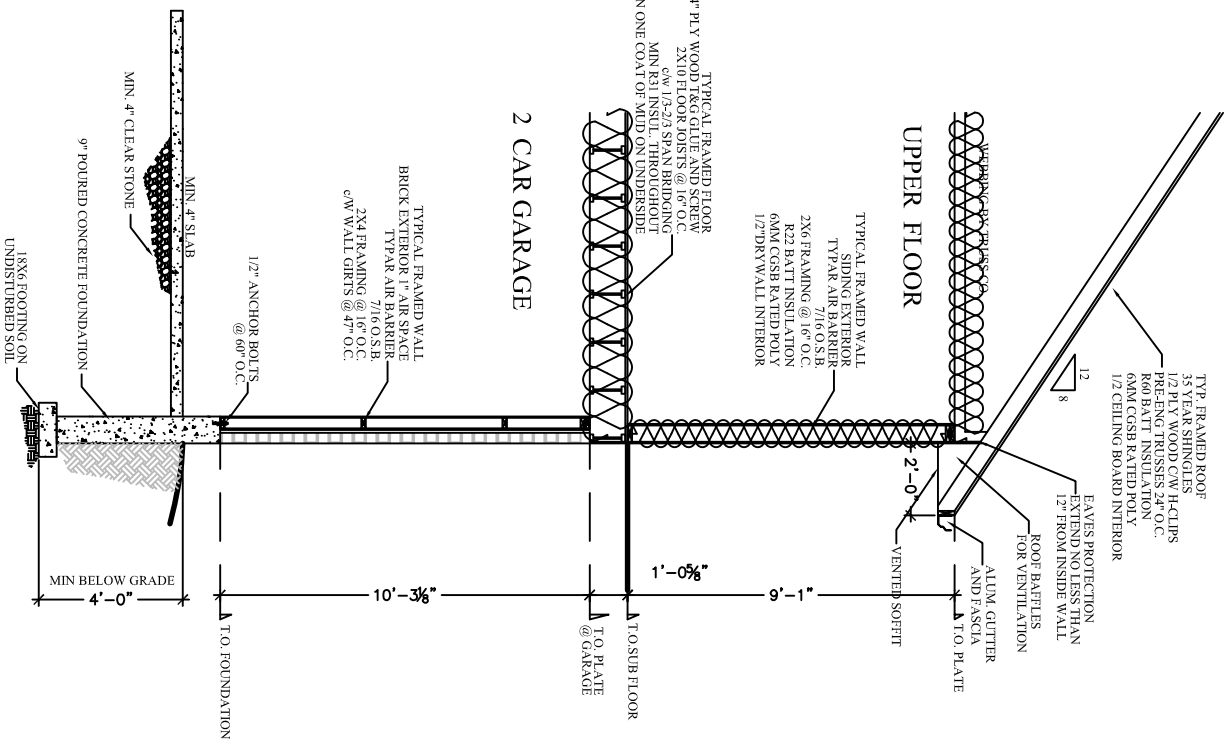 TYP. FRAMED ROOF
35 YEAR SHINGLES
1/2 PLY WOOD C/W H-CLIPS
PRE-ENG TRUSSES 24" O.C.
R60 BATT INSULATION
6MM CGSB RATED POLY
1/2 CEILING BOARD INTERIOR
12
8
EAVES PROTECTION
EXTEND NO LESS THAN
12" FROM INSIDE WALL
ROOF BAFFLES
FOR VENTILATION
ALUM. GUTTER
AND FASCIA
T.O. PLATE
2'-0"
VENTED SOFFIT
WEBBING BY TRUSS CO.
UPPER FLOOR
TYPICAL FRAMED WALL
SIDING EXTERIOR
TYPAR AIR BARRIER
7/16 O.S.B.
2X6 FRAMING @ 16" O.C.
R22 BATT INSULATION
6MM CGSB RATED POLY
1/2"DRYWALL INTERIOR
9'-1"
TYPICAL FRAMED FLOOR
4" PLY WOOD T&G GLUE AND SCREW
2X10 FLOOR JOISTS @ 16" O.C.
c/w 1/3-2/3 SPAN BRIDGING
MIN R31 INSUL. THROUGHOUT
N ONE COAT OF MUD ON UNDERSIDE
T.O.SUB FLOOR
1'-0⅝"
T.O. PLATE
@ GARAGE
2 CAR GARAGE
TYPICAL FRAMED WALL
BRICK EXTERIOR 1" AIR SPACE
TYPAR AIR BARRIER
7/16 O.S.B.
2X4 FRAMING @ 16" O.C.
c/w WALL GIRTS @ 47" O.C.
10'-3⅛"
1/2" ANCHOR BOLTS
@ 60" O.C.
T.O. FOUNDATION
MIN. 4" SLAB
MIN. 4" CLEAR STONE
9" POURED CONCRETE FOUNDATION
MIN BELOW GRADE
4'-0"
18X6 FOOTING ON
UNDISTURBED SOIL